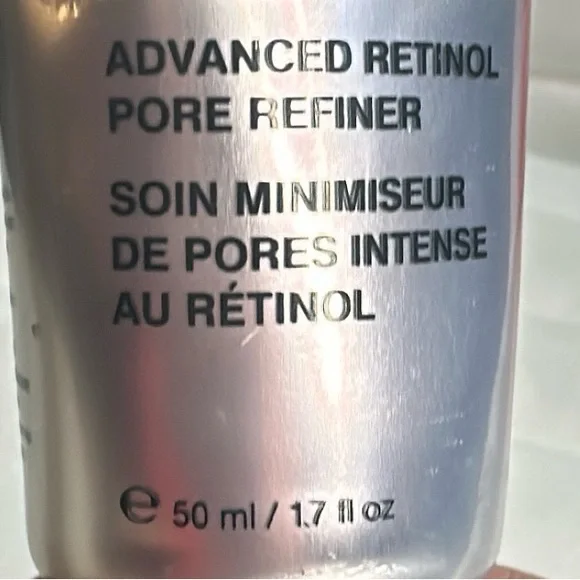 ADVANCED RETINOL
PORE REFINER
SOIN MINIMISEUR
DE PORES INTENSE
AU RÉTINOL
℮ 50 ml / 1.7 fl oz